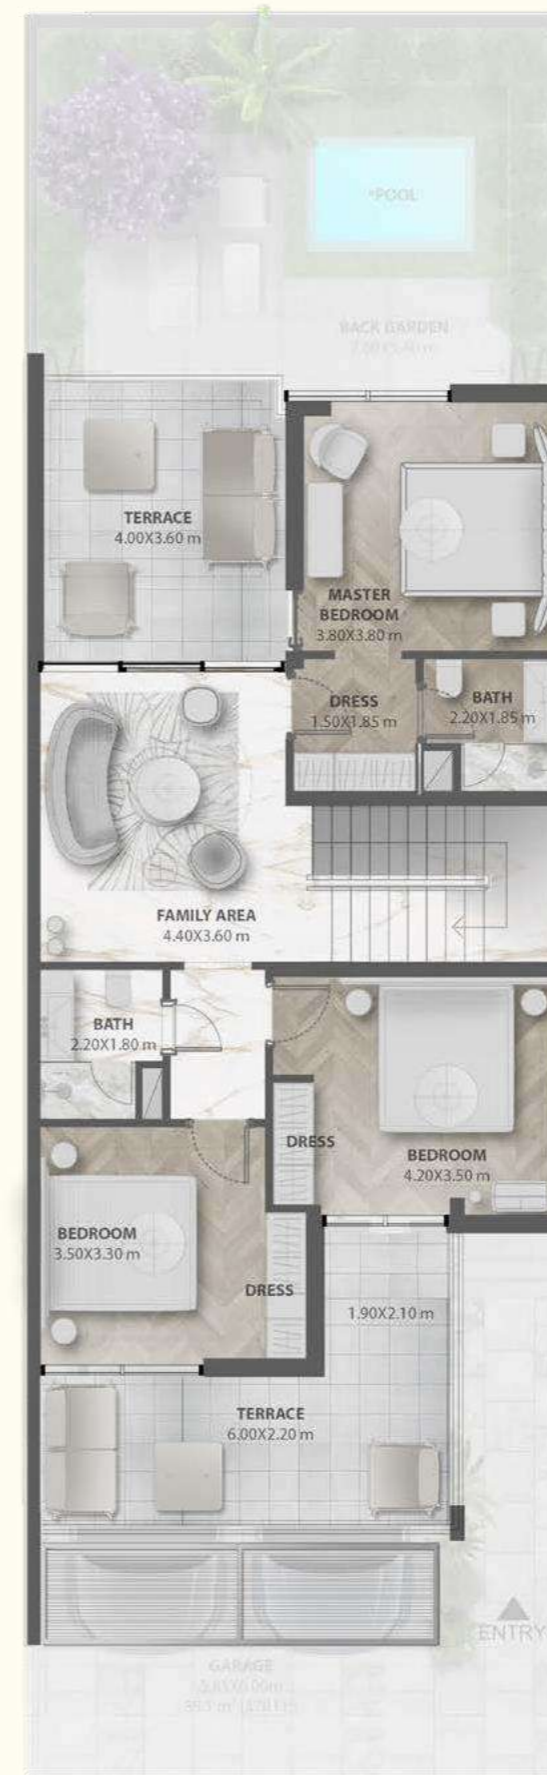 *POOL
BACK GARDEN
TERRACE
4.00X3.60 m
MASTER
BEDROOM
3.80X3.80 m
DRESS
1.50X1.85 m
BATH
2.20X1.85 m
FAMILY AREA
4.40X3.60 m
BATH
2.20X1.80 m
DRESS
BEDROOM
4.20X3.50 m
BEDROOM
3.50X3.30 m
DRESS
1.90X2.10 m
TERRACE
6.00X2.20 m
ENTRY
GARAGE